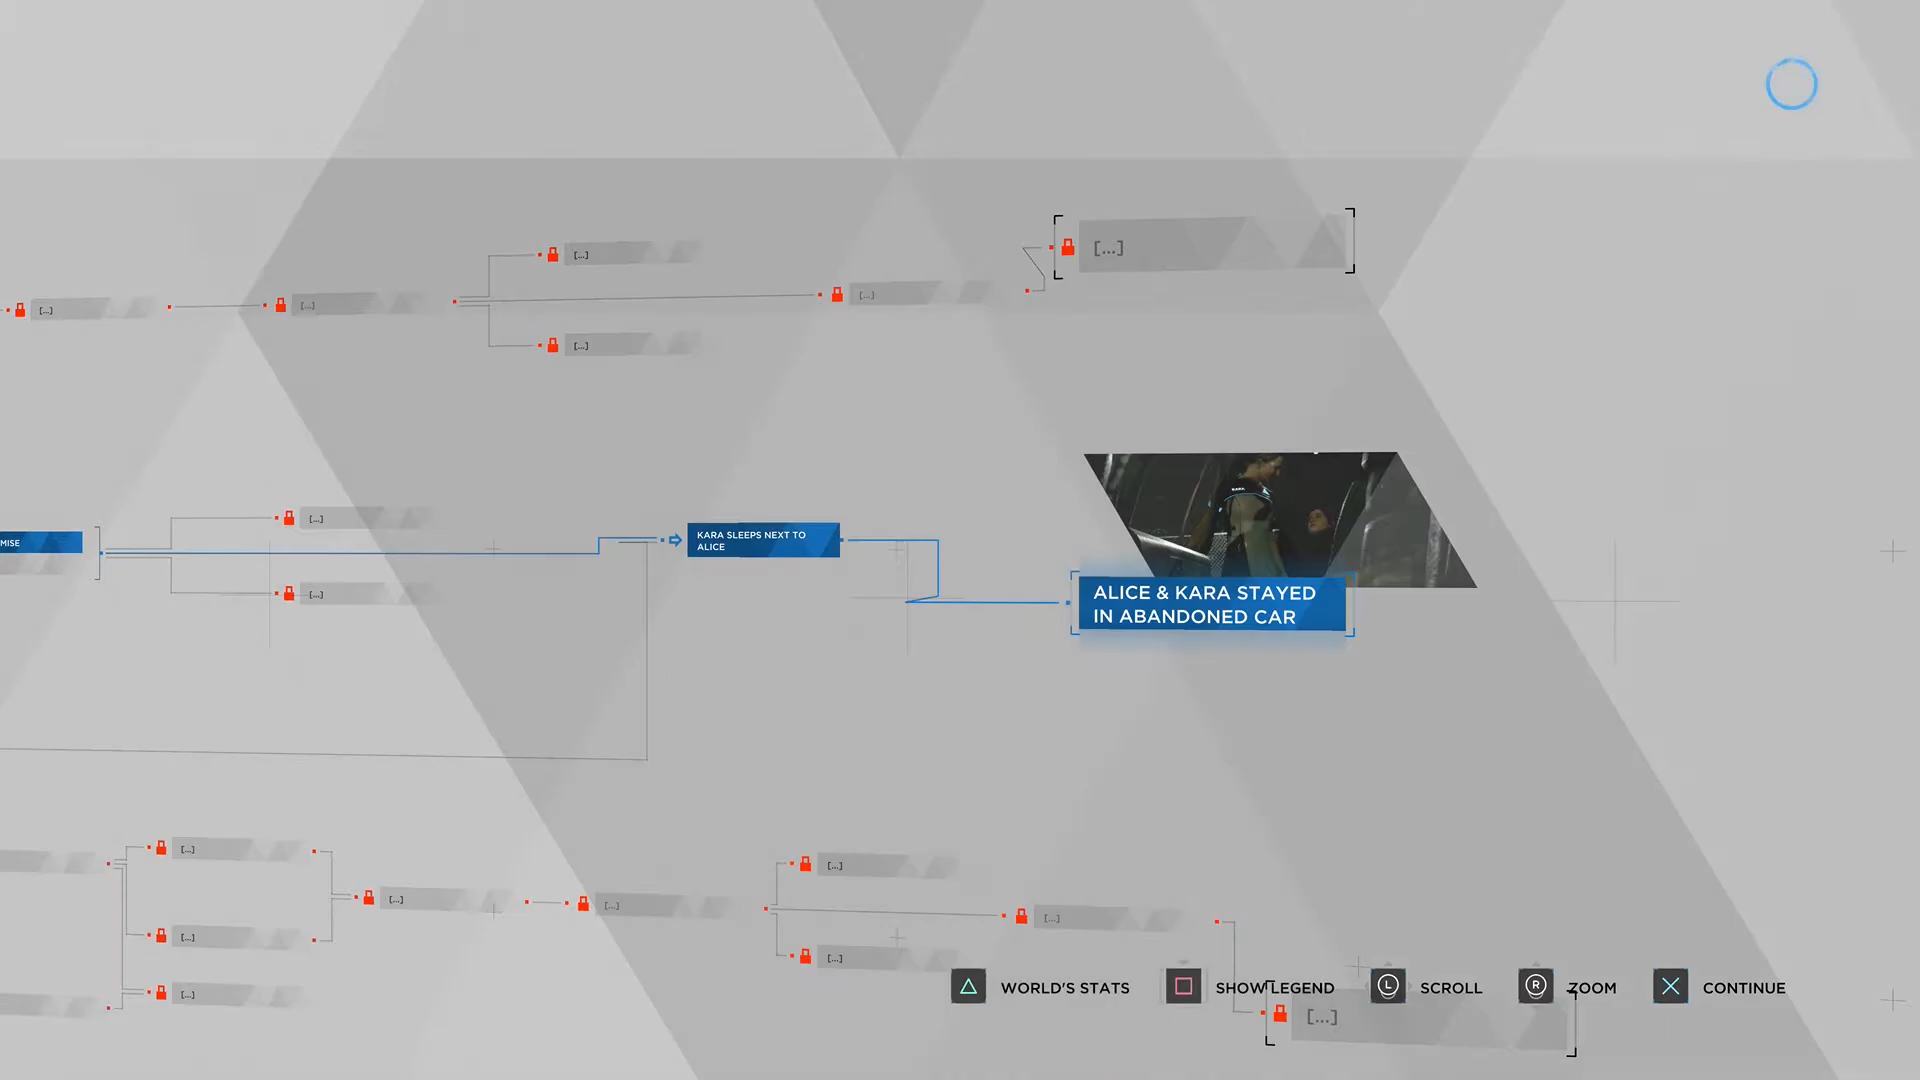 [...]
[...]
[...]
[...]
[...]
[...]
[...]
MISE
KARA SLEEPS NEXT TO
ALICE
KARA
ALICE & KARA STAYED
IN ABANDONED CAR
[...]
[...]
[...]
[...]
[...]
[...]
[...]
[...]
[...]
[...]
WORLD'S STATS
SHOW LEGEND
L
SCROLL
R
ZOOM
CONTINUE
[...]